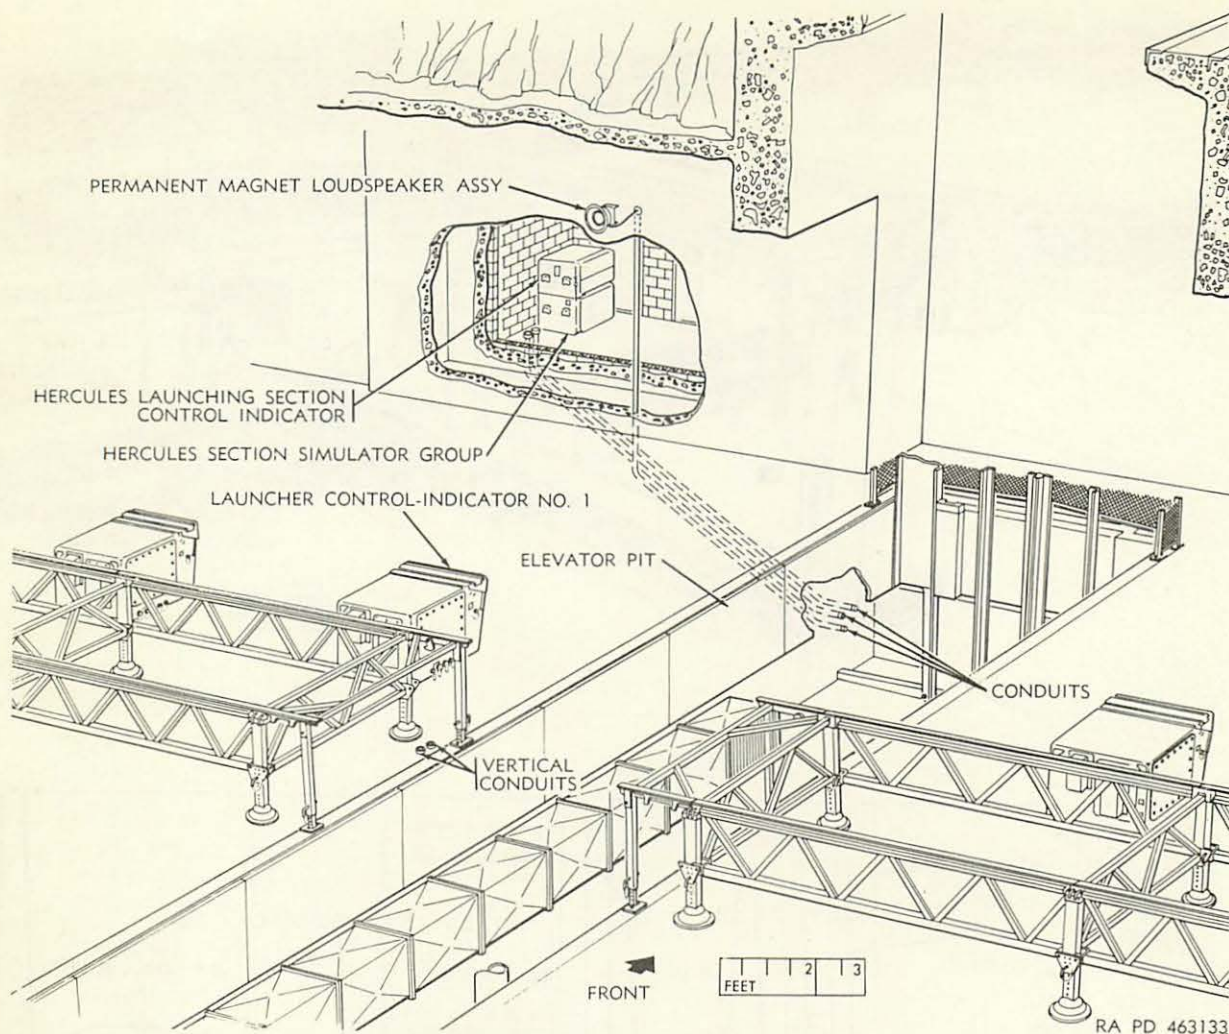 PERMANENT MAGNET LOUDSPEAKER ASSY
HERCULES LAUNCHING SECTION
CONTROL INDICATOR
HERCULES SECTION SIMULATOR GROUP
LAUNCHER CONTROL-INDICATOR NO. 1
ELEVATOR PIT
CONDUITS
VERTICAL
CONDUITS
FRONT
2 3
FEET
RA PD 463133